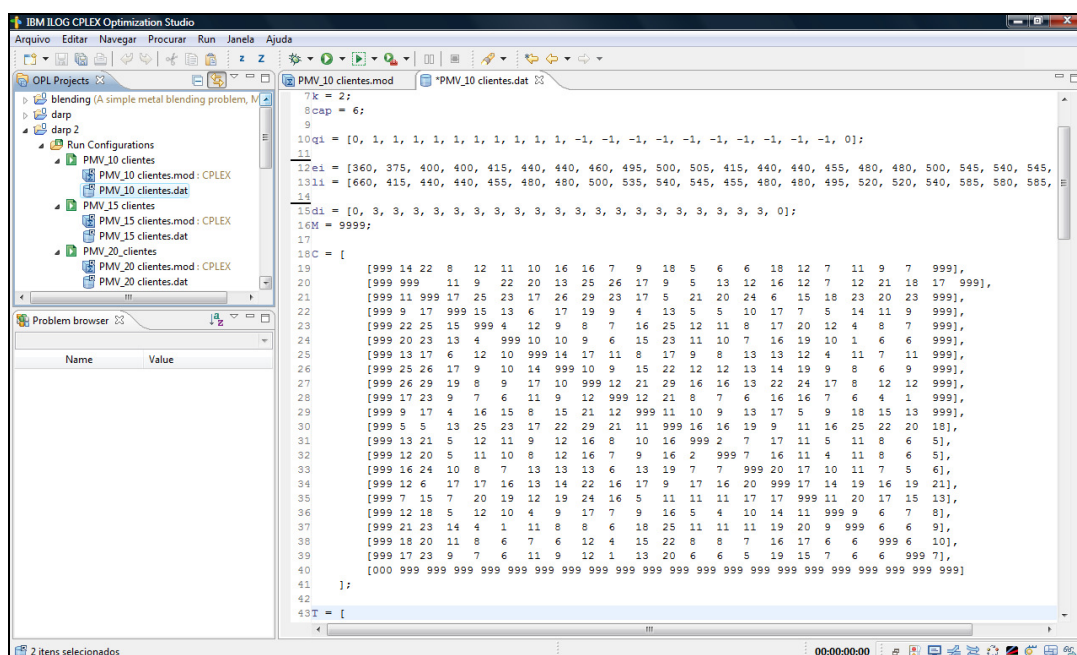 IBM ILOG CPLEX Optimization Studio
Arquivo Editar Navegar Procurar Run Janela Ajuda
OPL Projects
blending (A simple metal blending problem, M
darp
darp 2
Run Configurations
PMV_10 clientes
PMV_10 clientes.mod : CPLEX
PMV_10 clientes.dat
PMV_15 clientes
PMV_15 clientes.mod : CPLEX
PMV_15 clientes.dat
PMV_20_clientes
PMV_20 clientes.mod : CPLEX
PMV_20 clientes.dat
Problem browser
Name Value
PMV_10 clientes.mod *PMV_10 clientes.dat
7 k = 2;
8 cap = 6;
9
10 qi = [0, 1, 1, 1, 1, 1, 1, 1, 1, 1, 1, -1, -1, -1, -1, -1, -1, -1, -1, -1, -1, 0];
11
12 ei = [360, 375, 400, 400, 415, 440, 440, 460, 495, 500, 505, 415, 440, 440, 455, 480, 480, 500, 545, 540, 545,
13 li = [660, 415, 440, 440, 455, 480, 480, 500, 535, 540, 545, 455, 480, 480, 495, 520, 520, 540, 585, 580, 585,
14
15 di = [0, 3, 3, 3, 3, 3, 3, 3, 3, 3, 3, 3, 3, 3, 3, 3, 3, 3, 3, 3, 3, 0];
16 M = 9999;
17
18 C = [
19 [999 14 22 8 12 11 10 16 16 7 9 18 5 6 6 18 12 7 11 9 7 999],
20 [999 999 11 9 22 20 13 25 26 17 9 5 13 12 16 12 7 12 21 18 17 999],
21 [999 11 999 17 25 23 17 26 29 23 17 5 21 20 24 6 15 18 23 20 23 999],
22 [999 9 17 999 15 13 6 17 19 9 4 13 5 5 10 17 7 5 14 11 9 999],
23 [999 22 25 15 999 4 12 9 8 7 16 25 12 11 8 17 20 12 4 8 7 999],
24 [999 20 23 13 4 999 10 10 9 6 15 23 11 10 7 16 19 10 1 6 6 999],
25 [999 13 17 6 12 10 999 14 17 11 8 17 9 8 13 13 12 4 11 7 11 999],
26 [999 25 26 17 9 10 14 999 10 9 15 22 12 12 13 14 19 9 8 6 9 999],
27 [999 26 29 19 8 9 17 10 999 12 21 29 16 16 13 22 24 17 8 12 12 999],
28 [999 17 23 9 7 6 11 9 12 999 12 21 8 7 6 16 16 7 6 4 1 999],
29 [999 9 17 4 16 15 8 15 21 12 999 11 10 9 13 17 5 9 18 15 13 999],
30 [999 5 5 13 25 23 17 22 29 21 11 999 16 16 19 9 11 16 25 22 20 18],
31 [999 13 21 5 12 11 9 12 16 8 10 16 999 2 7 17 11 5 11 8 6 5],
32 [999 12 20 5 11 10 8 12 16 7 9 16 2 999 7 16 11 4 11 8 6 5],
33 [999 16 24 10 8 7 13 13 13 6 13 19 7 7 999 20 17 10 11 7 5 6],
34 [999 12 6 17 17 16 13 14 22 16 17 9 17 16 20 999 17 14 19 16 19 21],
35 [999 7 15 7 20 19 12 19 24 16 5 11 11 11 17 17 999 11 20 17 15 13],
36 [999 12 18 5 12 10 4 9 17 7 9 16 5 4 10 14 11 999 9 6 7 8],
37 [999 21 23 14 4 1 11 8 8 6 18 25 11 11 11 19 20 9 999 6 6 9],
38 [999 18 20 11 8 6 7 6 12 4 15 22 8 8 7 16 17 6 6 999 6 10],
39 [999 17 23 9 7 6 11 9 12 1 13 20 6 6 5 19 15 7 6 6 999 7],
40 [000 999 999 999 999 999 999 999 999 999 999 999 999 999 999 999 999 999 999 999 999 999]
41 ];
42
43 T = [
2 itens selecionados 00:00:00:00